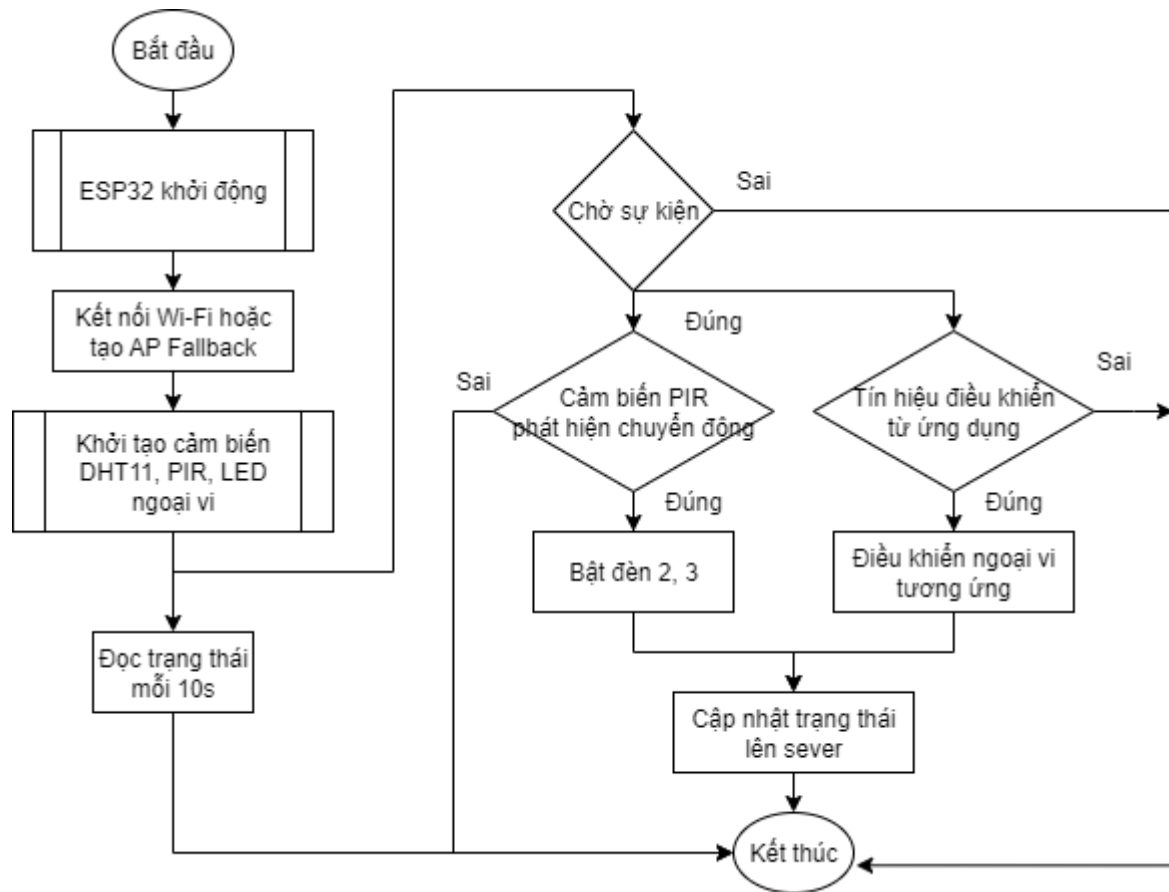 Bắt đầu
ESP32 khởi động
Kết nối Wi-Fi hoặc
tạo AP Fallback
Khởi tạo cảm biến
DHT11, PIR, LED
ngoại vi
Đọc trạng thái
mỗi 10s
Chờ sự kiện
Sai
Đúng
Sai
Cảm biến PIR
phát hiện chuyển động
Đúng
Bật đèn 2, 3
Tín hiệu điều khiển
từ ứng dụng
Sai
Đúng
Điều khiển ngoại vi
tương ứng
Cập nhật trạng thái
lên sever
Kết thúc